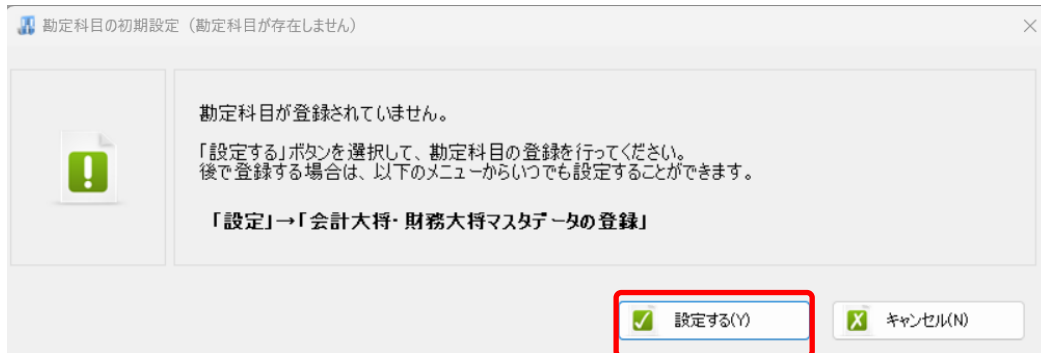 勘定科目の初期設定（勘定科目が存在しません）
勘定科目が登録されていません。
「設定する」ボタンを選択して、勘定科目の登録を行ってください。
後で登録する場合は、以下のメニューからいつでも設定することができます。
「設定」→「会計大将・財務大将マスタデータの登録」
設定する(Y)
キャンセル(N)